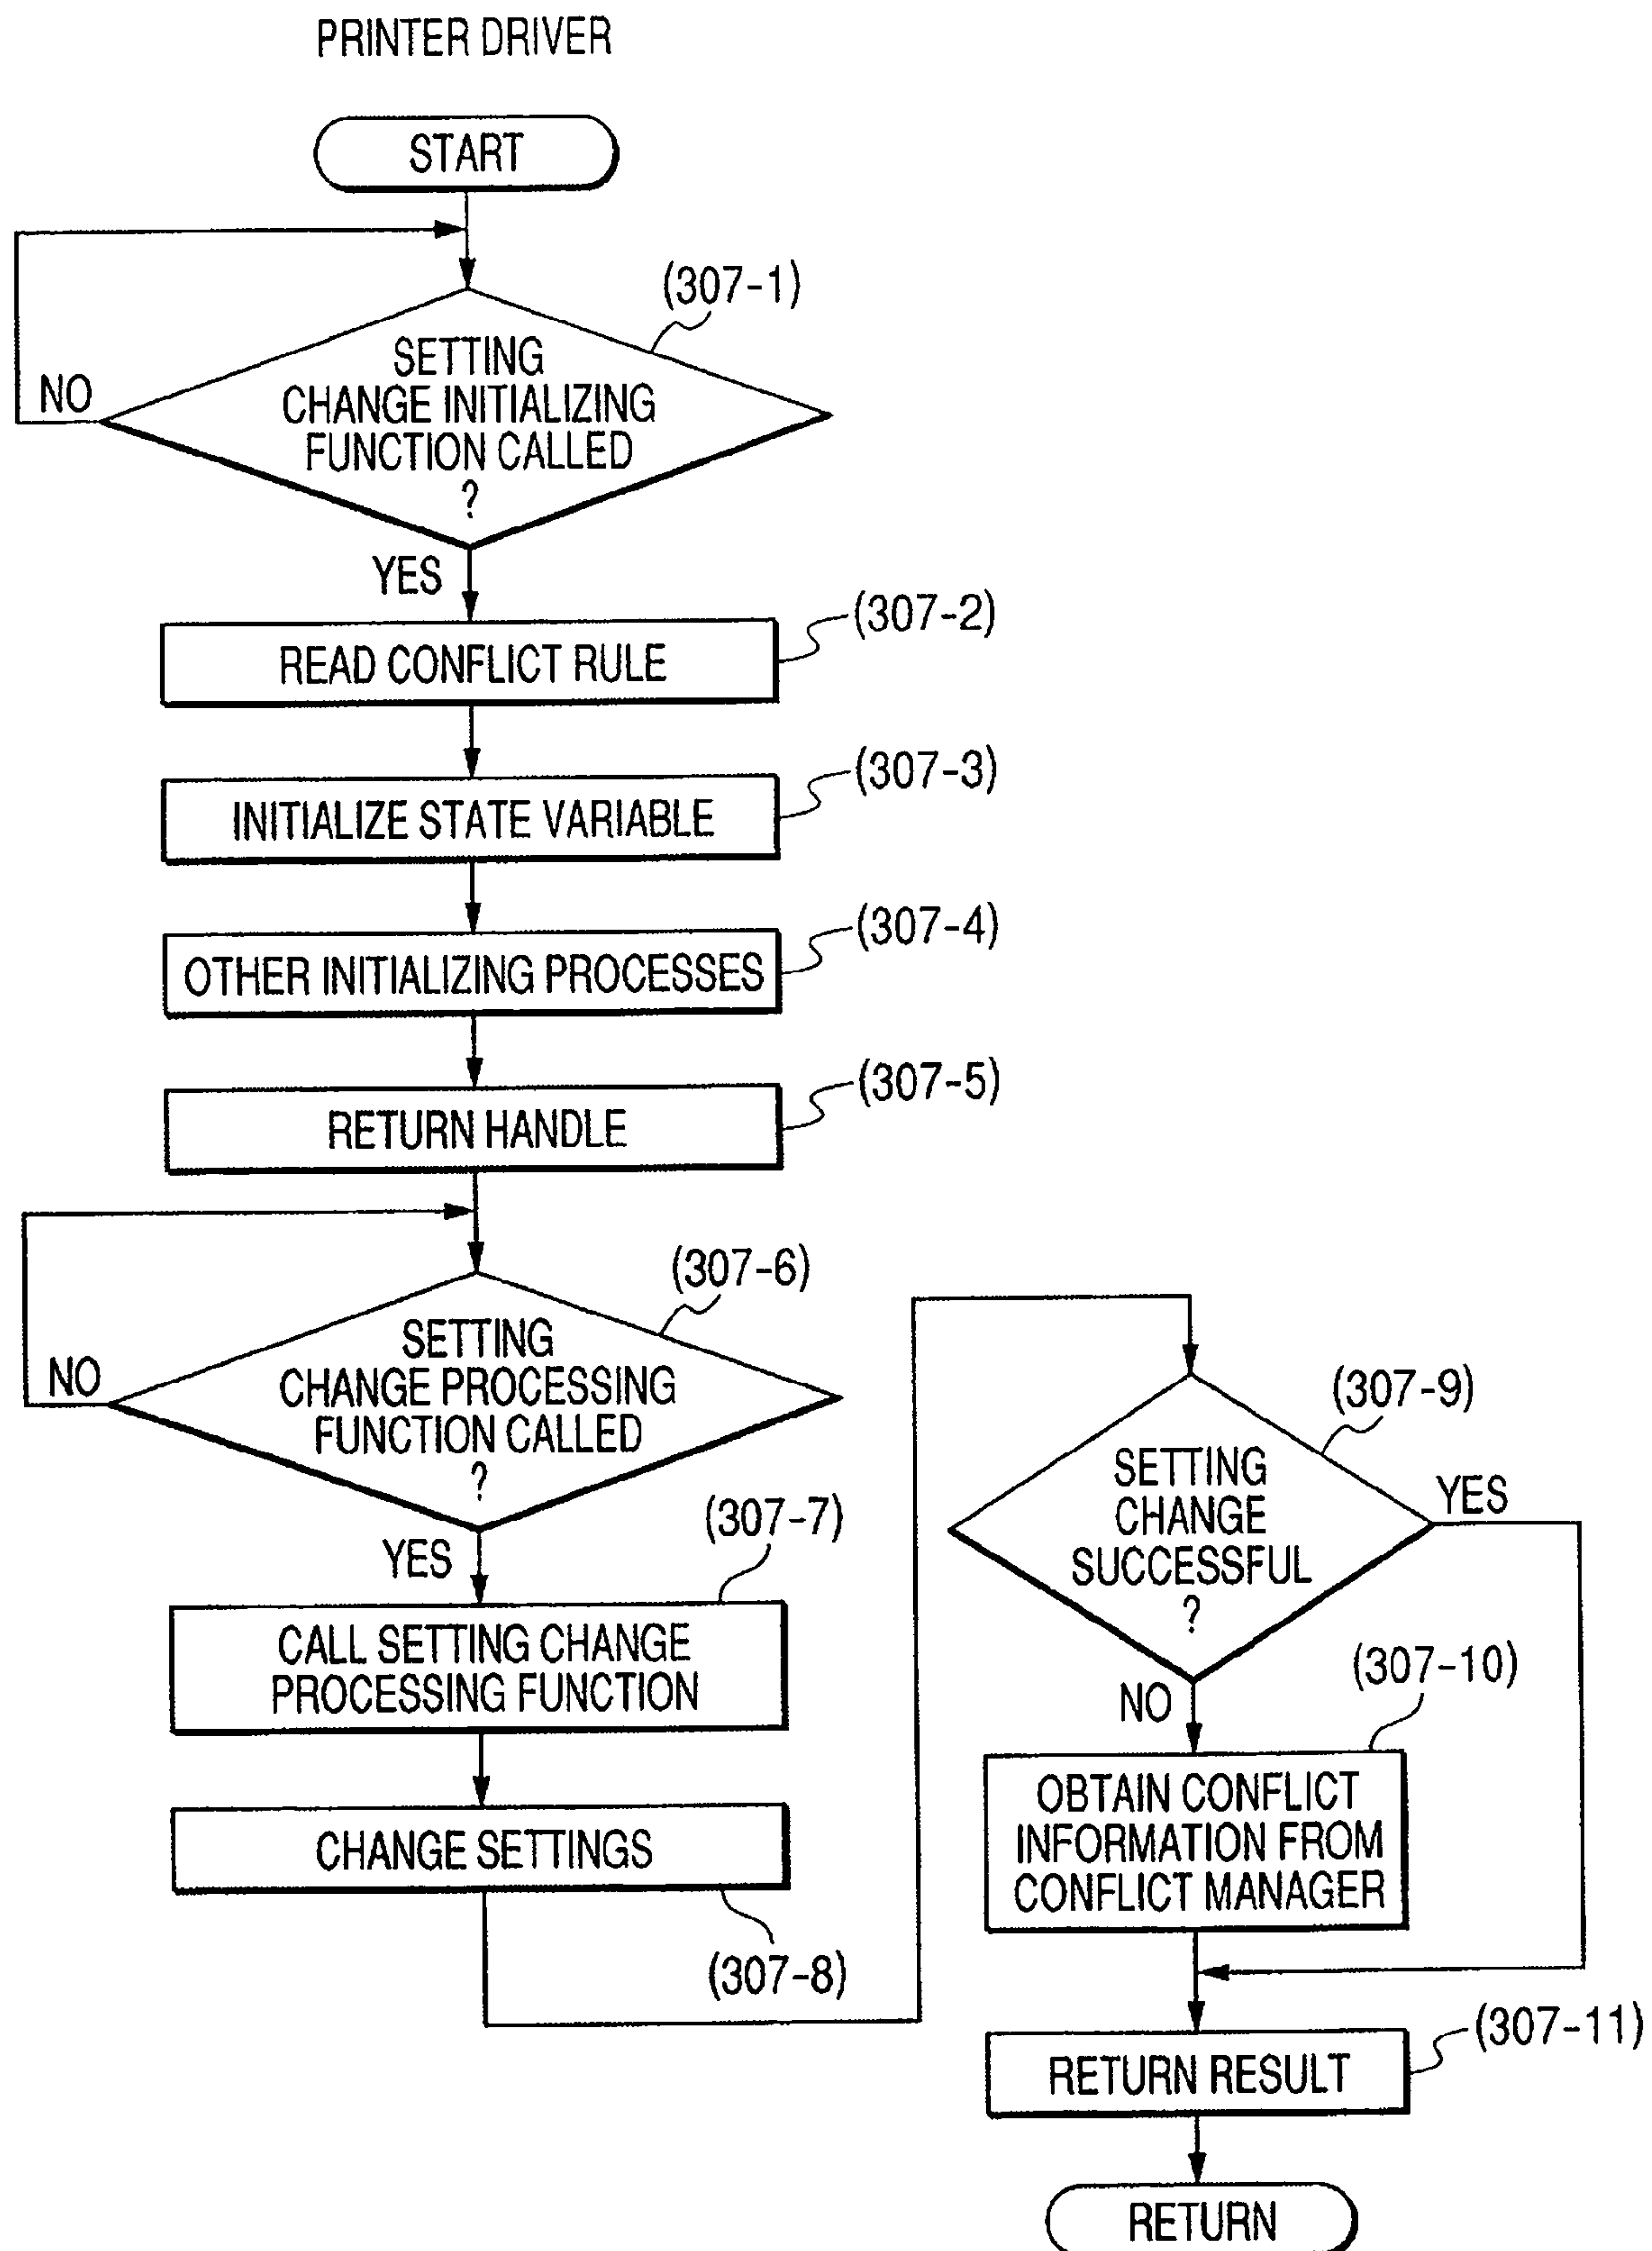 PRINTER DRIVER
START
(307-1)
SETTING
CHANGE INITIALIZING
FUNCTION CALLED
?
NO
YES
(307-2)
READ CONFLICT RULE
(307-3)
INITIALIZE STATE VARIABLE
(307-4)
OTHER INITIALIZING PROCESSES
(307-5)
RETURN HANDLE
(307-6)
SETTING
CHANGE PROCESSING
FUNCTION CALLED
?
NO
YES
(307-7)
CALL SETTING CHANGE
PROCESSING FUNCTION
CHANGE SETTINGS
(307-8)
(307-9)
SETTING
CHANGE
SUCCESSFUL
?
YES
NO
(307-10)
OBTAIN CONFLICT
INFORMATION FROM
CONFLICT MANAGER
(307-11)
RETURN RESULT
RETURN